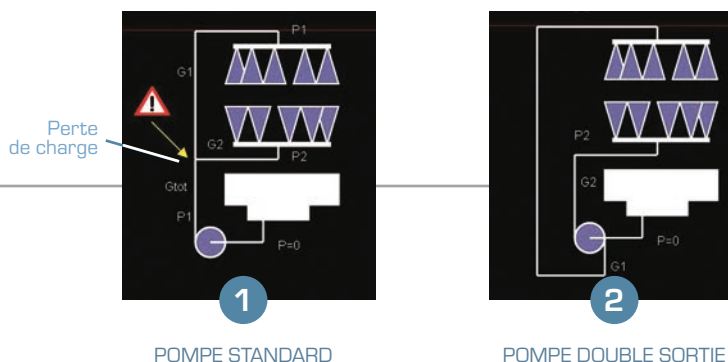 P1
G1
Perte
de charge
G2
P2
Gtot
P1
P=0
1
POMPE STANDARD
P2
G2
P=0
G1
2
POMPE DOUBLE SORTIE